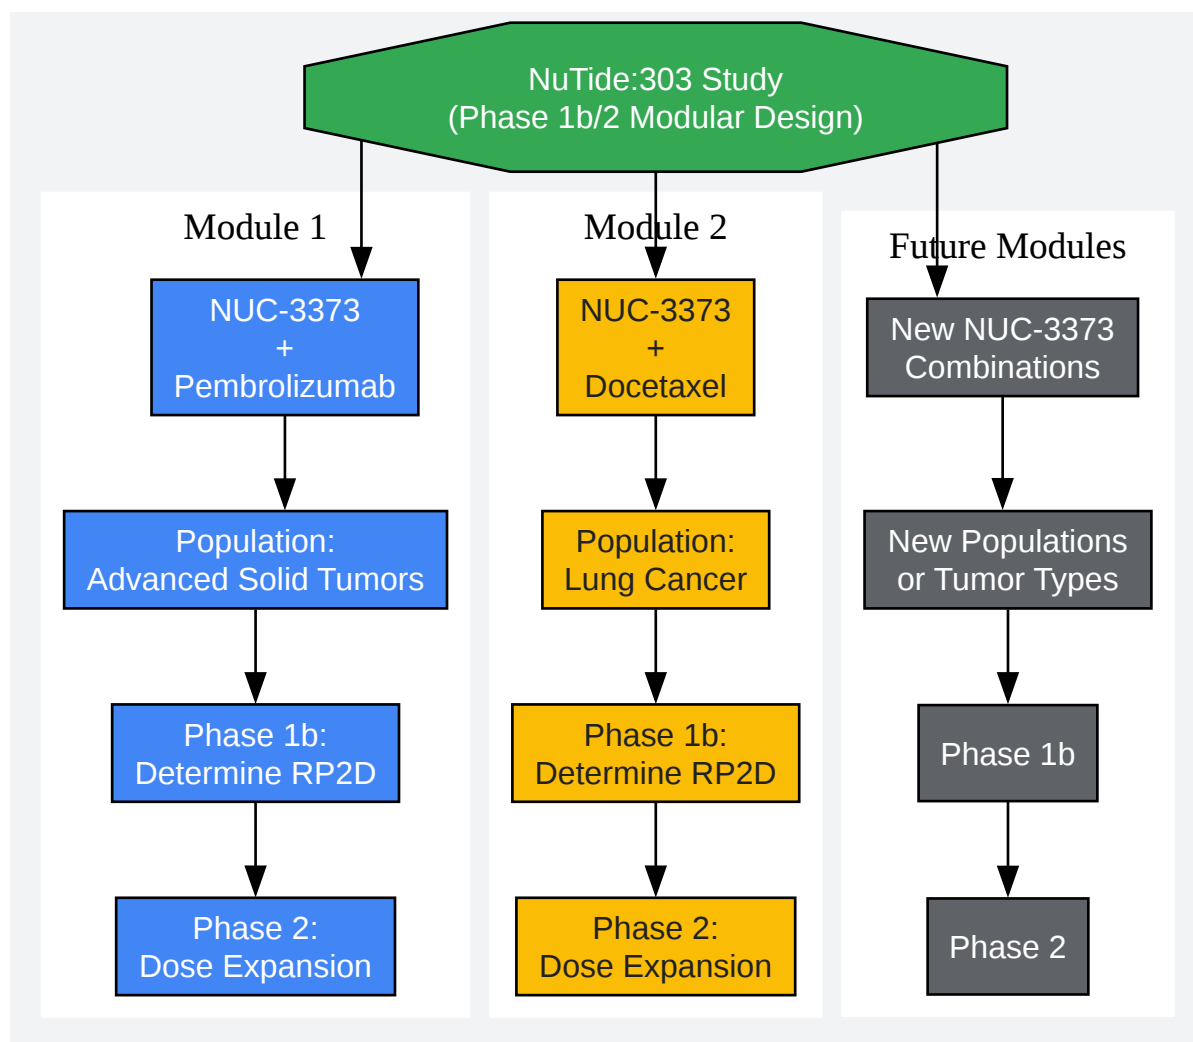 NuTide:303 Study
(Phase 1b/2 Modular Design)
Module 1
NUC-3373
+
Pembrolizumab
Population:
Advanced Solid Tumors
Phase 1b:
Determine RP2D
Phase 2:
Dose Expansion
Module 2
NUC-3373
+
Docetaxel
Population:
Lung Cancer
Phase 1b:
Determine RP2D
Phase 2:
Dose Expansion
Future Modules
New NUC-3373
Combinations
New Populations
or Tumor Types
Phase 1b
Phase 2